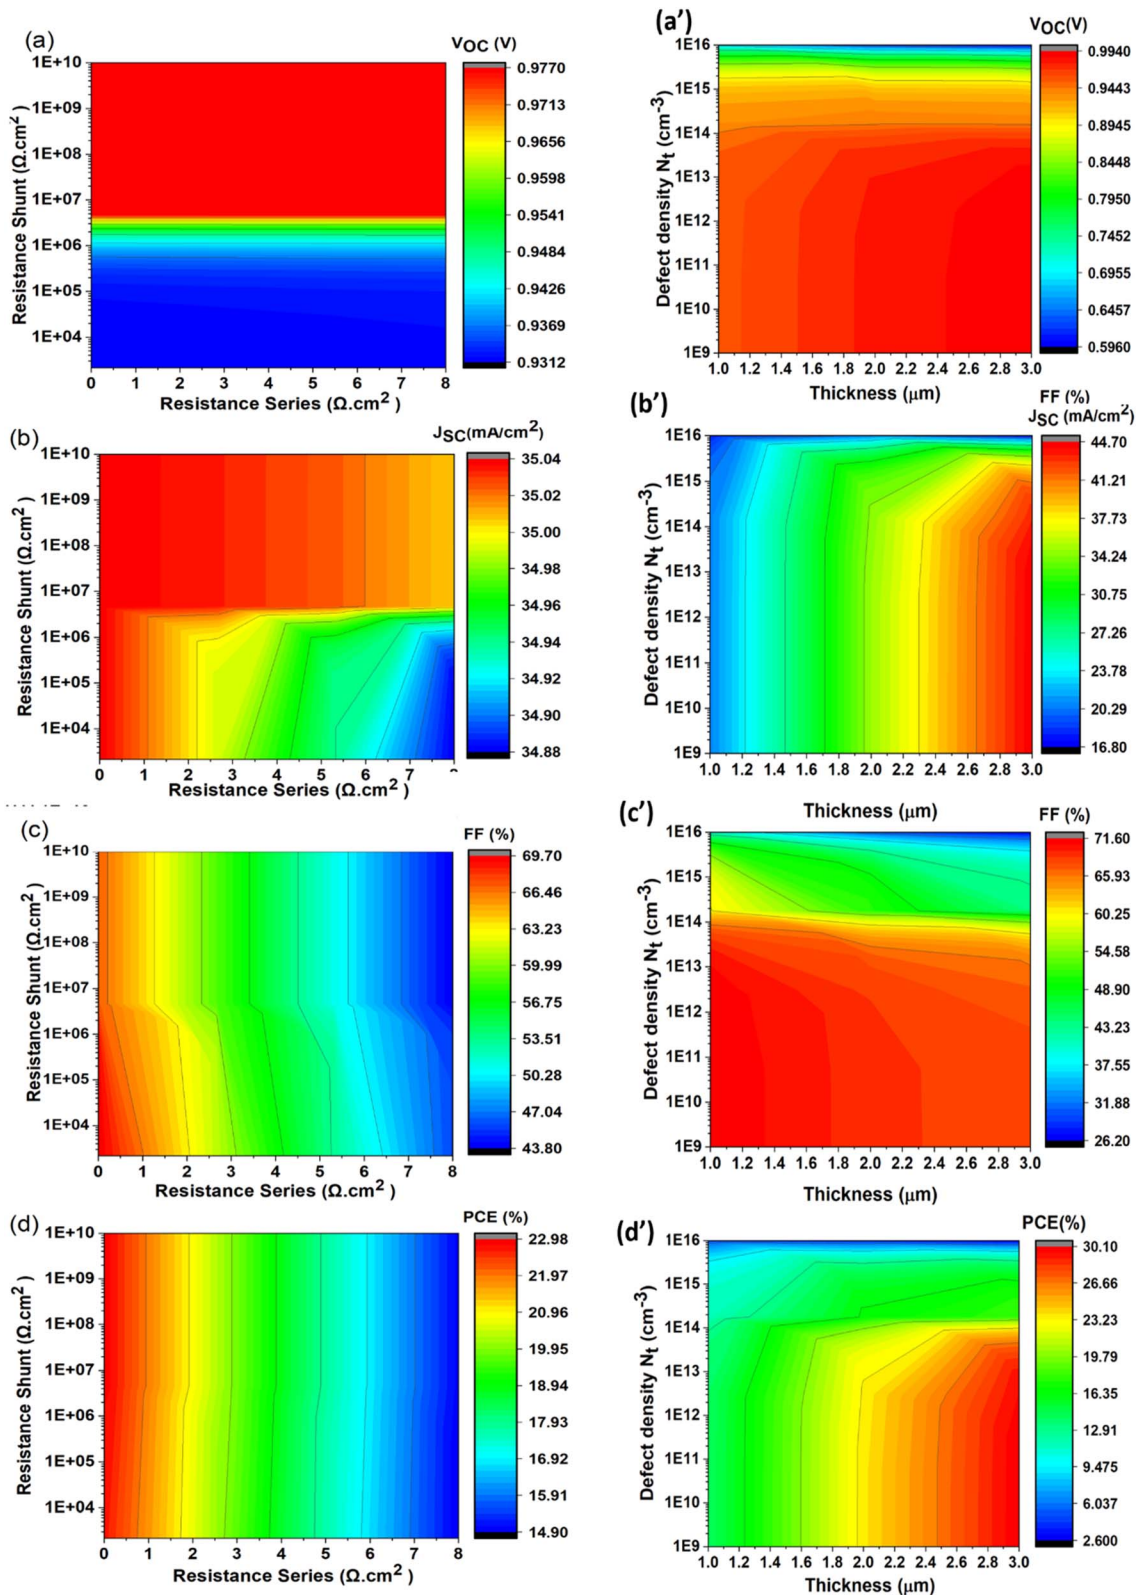 (a)
V_OC (V)
1E+10
1E+09
1E+08
1E+07
1E+06
1E+05
1E+04
Resistance Shunt (Ω.cm²)
0 1 2 3 4 5 6 7 8
Resistance Series (Ω.cm²)
0.9770
0.9713
0.9656
0.9598
0.9541
0.9484
0.9426
0.9369
0.9312
(a')
V_OC(V)
1E16
1E15
1E14
1E13
1E12
1E11
1E10
1E9
Defect density N_t (cm⁻³)
1.0 1.2 1.4 1.6 1.8 2.0 2.2 2.4 2.6 2.8 3.0
Thickness (μm)
0.9940
0.9443
0.8945
0.8448
0.7950
0.7452
0.6955
0.6457
0.5960
(b)
J_SC(mA/cm²)
1E+10
1E+09
1E+08
1E+07
1E+06
1E+05
1E+04
Resistance Shunt (Ω.cm²)
0 1 2 3 4 5 6 7
Resistance Series (Ω.cm²)
35.04
35.02
35.00
34.98
34.96
34.94
34.92
34.90
34.88
(b')
FF (%)
J_SC (mA/cm²)
1E16
1E15
1E14
1E13
1E12
1E11
1E10
1E9
Defect density N_t (cm⁻³)
1.0 1.2 1.4 1.6 1.8 2.0 2.2 2.4 2.6 2.8 3.0
Thickness (μm)
44.70
41.21
37.73
34.24
30.75
27.26
23.78
20.29
16.80
(c)
FF (%)
1E+10
1E+09
1E+08
1E+07
1E+06
1E+05
1E+04
Resistance Shunt (Ω.cm²)
0 1 2 3 4 5 6 7 8
Resistance Series (Ω.cm²)
69.70
66.46
63.23
59.99
56.75
53.51
50.28
47.04
43.80
(c')
FF (%)
1E16
1E15
1E14
1E13
1E12
1E11
1E10
1E9
Defect density N_t (cm⁻³)
1.0 1.2 1.4 1.6 1.8 2.0 2.2 2.4 2.6 2.8 3.0
Thickness (μm)
71.60
65.93
60.25
54.58
48.90
43.23
37.55
31.88
26.20
(d)
PCE (%)
1E+10
1E+09
1E+08
1E+07
1E+06
1E+05
1E+04
Resistance Shunt (Ω.cm²)
0 1 2 3 4 5 6 7 8
Resistance Series (Ω.cm²)
22.98
21.97
20.96
19.95
18.94
17.93
16.92
15.91
14.90
(d')
PCE(%)
1E16
1E15
1E14
1E13
1E12
1E11
1E10
1E9
Defect density N_t (cm⁻³)
1.0 1.2 1.4 1.6 1.8 2.0 2.2 2.4 2.6 2.8 3.0
Thickness (μm)
30.10
26.66
23.23
19.79
16.35
12.91
9.475
6.037
2.600